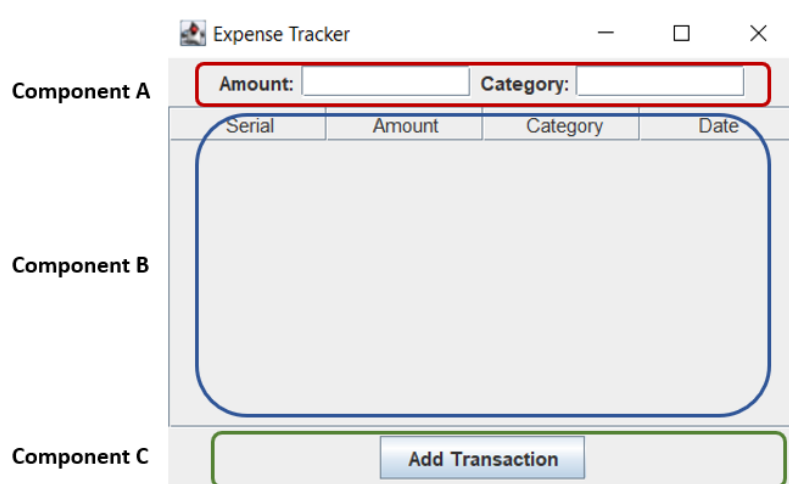 Expense Tracker
Component A
Amount: Category:
Serial Amount Category Date
Component B
Component C
Add Transaction